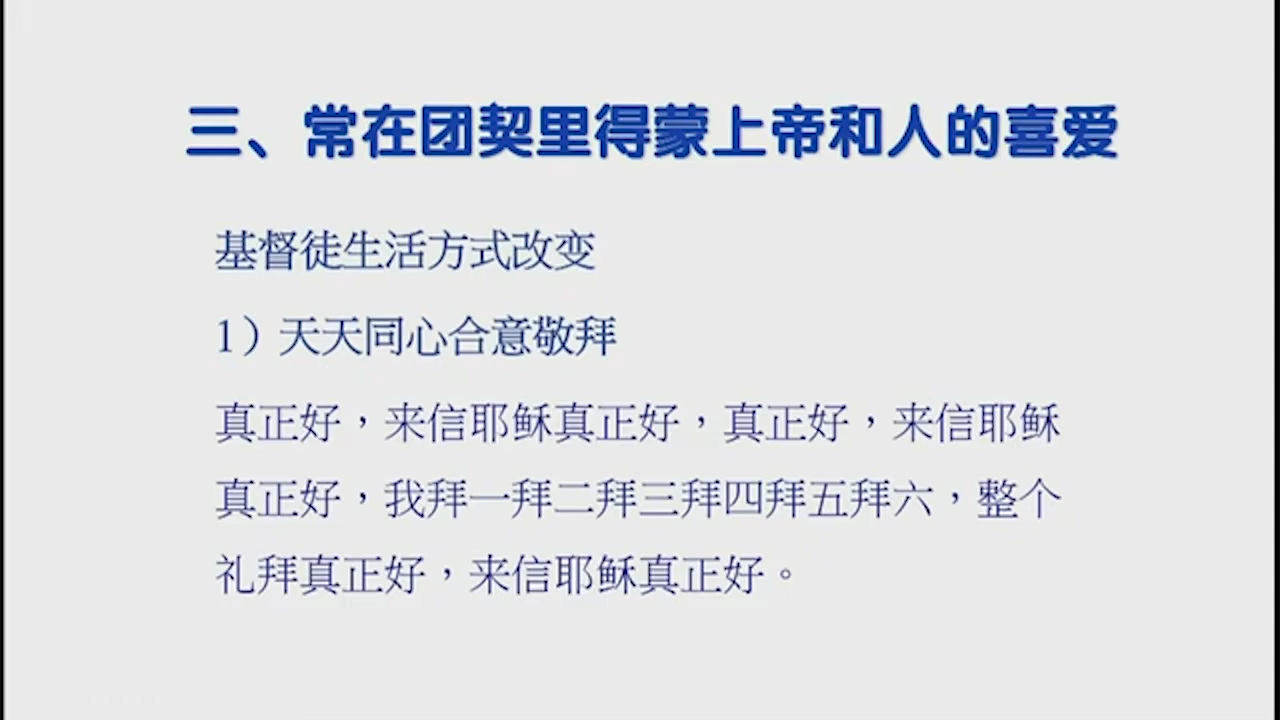 三、常在团契里得蒙上帝和人的喜爱
基督徒生活方式改变
1）天天同心合意敬拜
真正好，来信耶稣真正好，真正好，来信耶稣
真正好，我拜一拜二拜三拜四拜五拜六，整个
礼拜真正好，来信耶稣真正好。